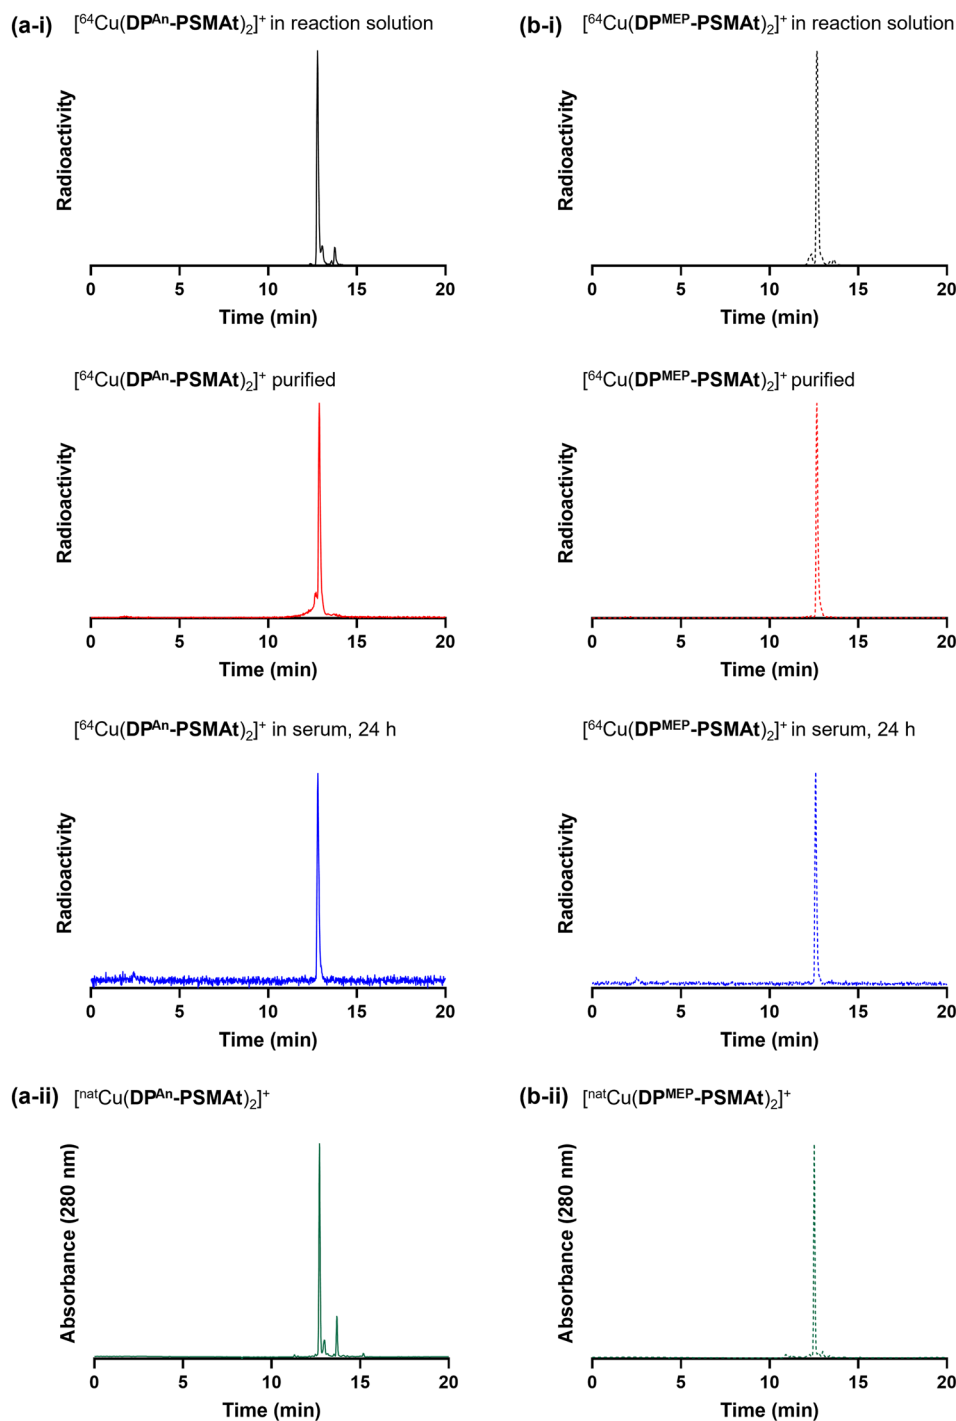 (a-i) [⁶⁴Cu(DPᴬⁿ-PSMAt)₂]⁺ in reaction solution
Radioactivity
0 5 10 15 20
Time (min)
[⁶⁴Cu(DPᴬⁿ-PSMAt)₂]⁺ purified
Radioactivity
0 5 10 15 20
Time (min)
[⁶⁴Cu(DPᴬⁿ-PSMAt)₂]⁺ in serum, 24 h
Radioactivity
0 5 10 15 20
Time (min)
(a-ii) [ⁿᵃᵗCu(DPᴬⁿ-PSMAt)₂]⁺
Absorbance (280 nm)
0 5 10 15 20
Time (min)
(b-i) [⁶⁴Cu(DPᴹᴱᴾ-PSMAt)₂]⁺ in reaction solution
Radioactivity
0 5 10 15 20
Time (min)
[⁶⁴Cu(DPᴹᴱᴾ-PSMAt)₂]⁺ purified
Radioactivity
0 5 10 15 20
Time (min)
[⁶⁴Cu(DPᴹᴱᴾ-PSMAt)₂]⁺ in serum, 24 h
Radioactivity
0 5 10 15 20
Time (min)
(b-ii) [ⁿᵃᵗCu(DPᴹᴱᴾ-PSMAt)₂]⁺
Absorbance (280 nm)
0 5 10 15 20
Time (min)